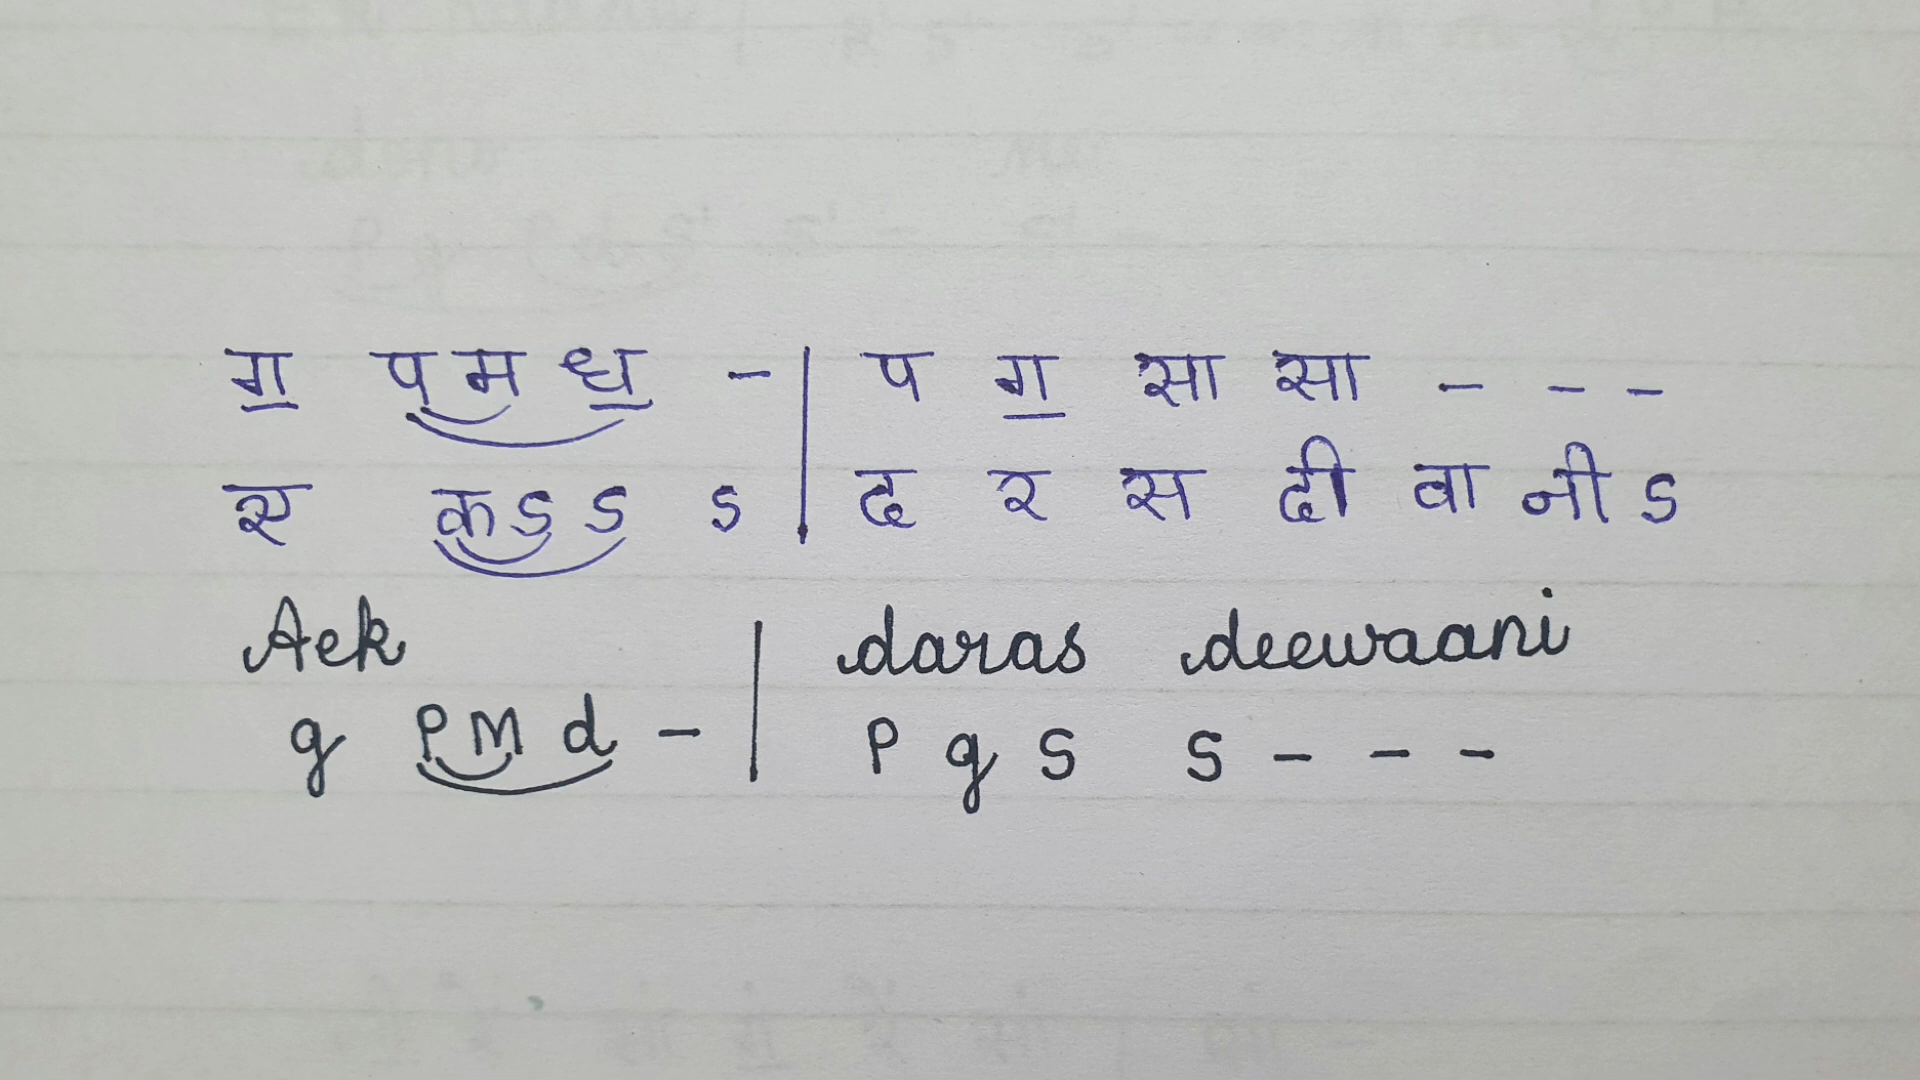 ग॒ प म ध॒ - | प ग॒ सा सा - - -
ए कऽ ऽ ऽ | द र स दी वा नी ऽ
Aek | daras deewaani
g P M d - | P g S S - - -